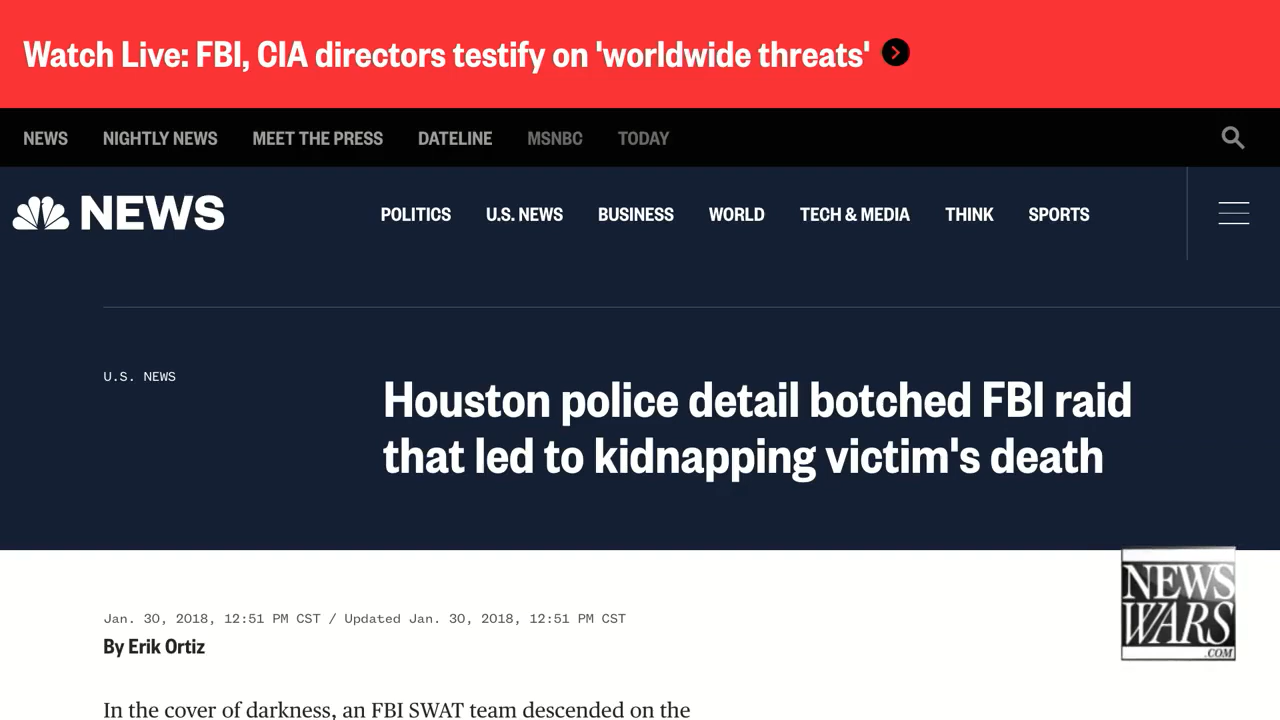 Watch Live: FBI, CIA directors testify on 'worldwide threats'
NEWS NIGHTLY NEWS MEET THE PRESS DATELINE MSNBC TODAY
NEWS POLITICS U.S. NEWS BUSINESS WORLD TECH & MEDIA THINK SPORTS
U.S. NEWS
Houston police detail botched FBI raid
that led to kidnapping victim's death
Jan. 30, 2018, 12:51 PM CST / Updated Jan. 30, 2018, 12:51 PM CST
By Erik Ortiz
In the cover of darkness, an FBI SWAT team descended on the
NEWS
WARS
.COM